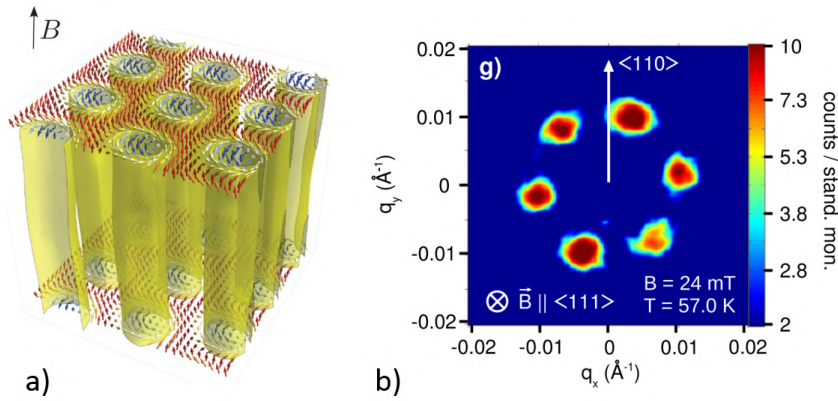 B
a)
g)
<110>
0.02
0.01
0
-0.01
-0.02
q_y (Å⁻¹)
-0.02
-0.01
0
0.01
0.02
q_x (Å⁻¹)
⊗ B⃗ || <111>
B = 24 mT
T = 57.0 K
10
7.3
5.3
3.8
2.8
2
counts / stand. mon.
b)